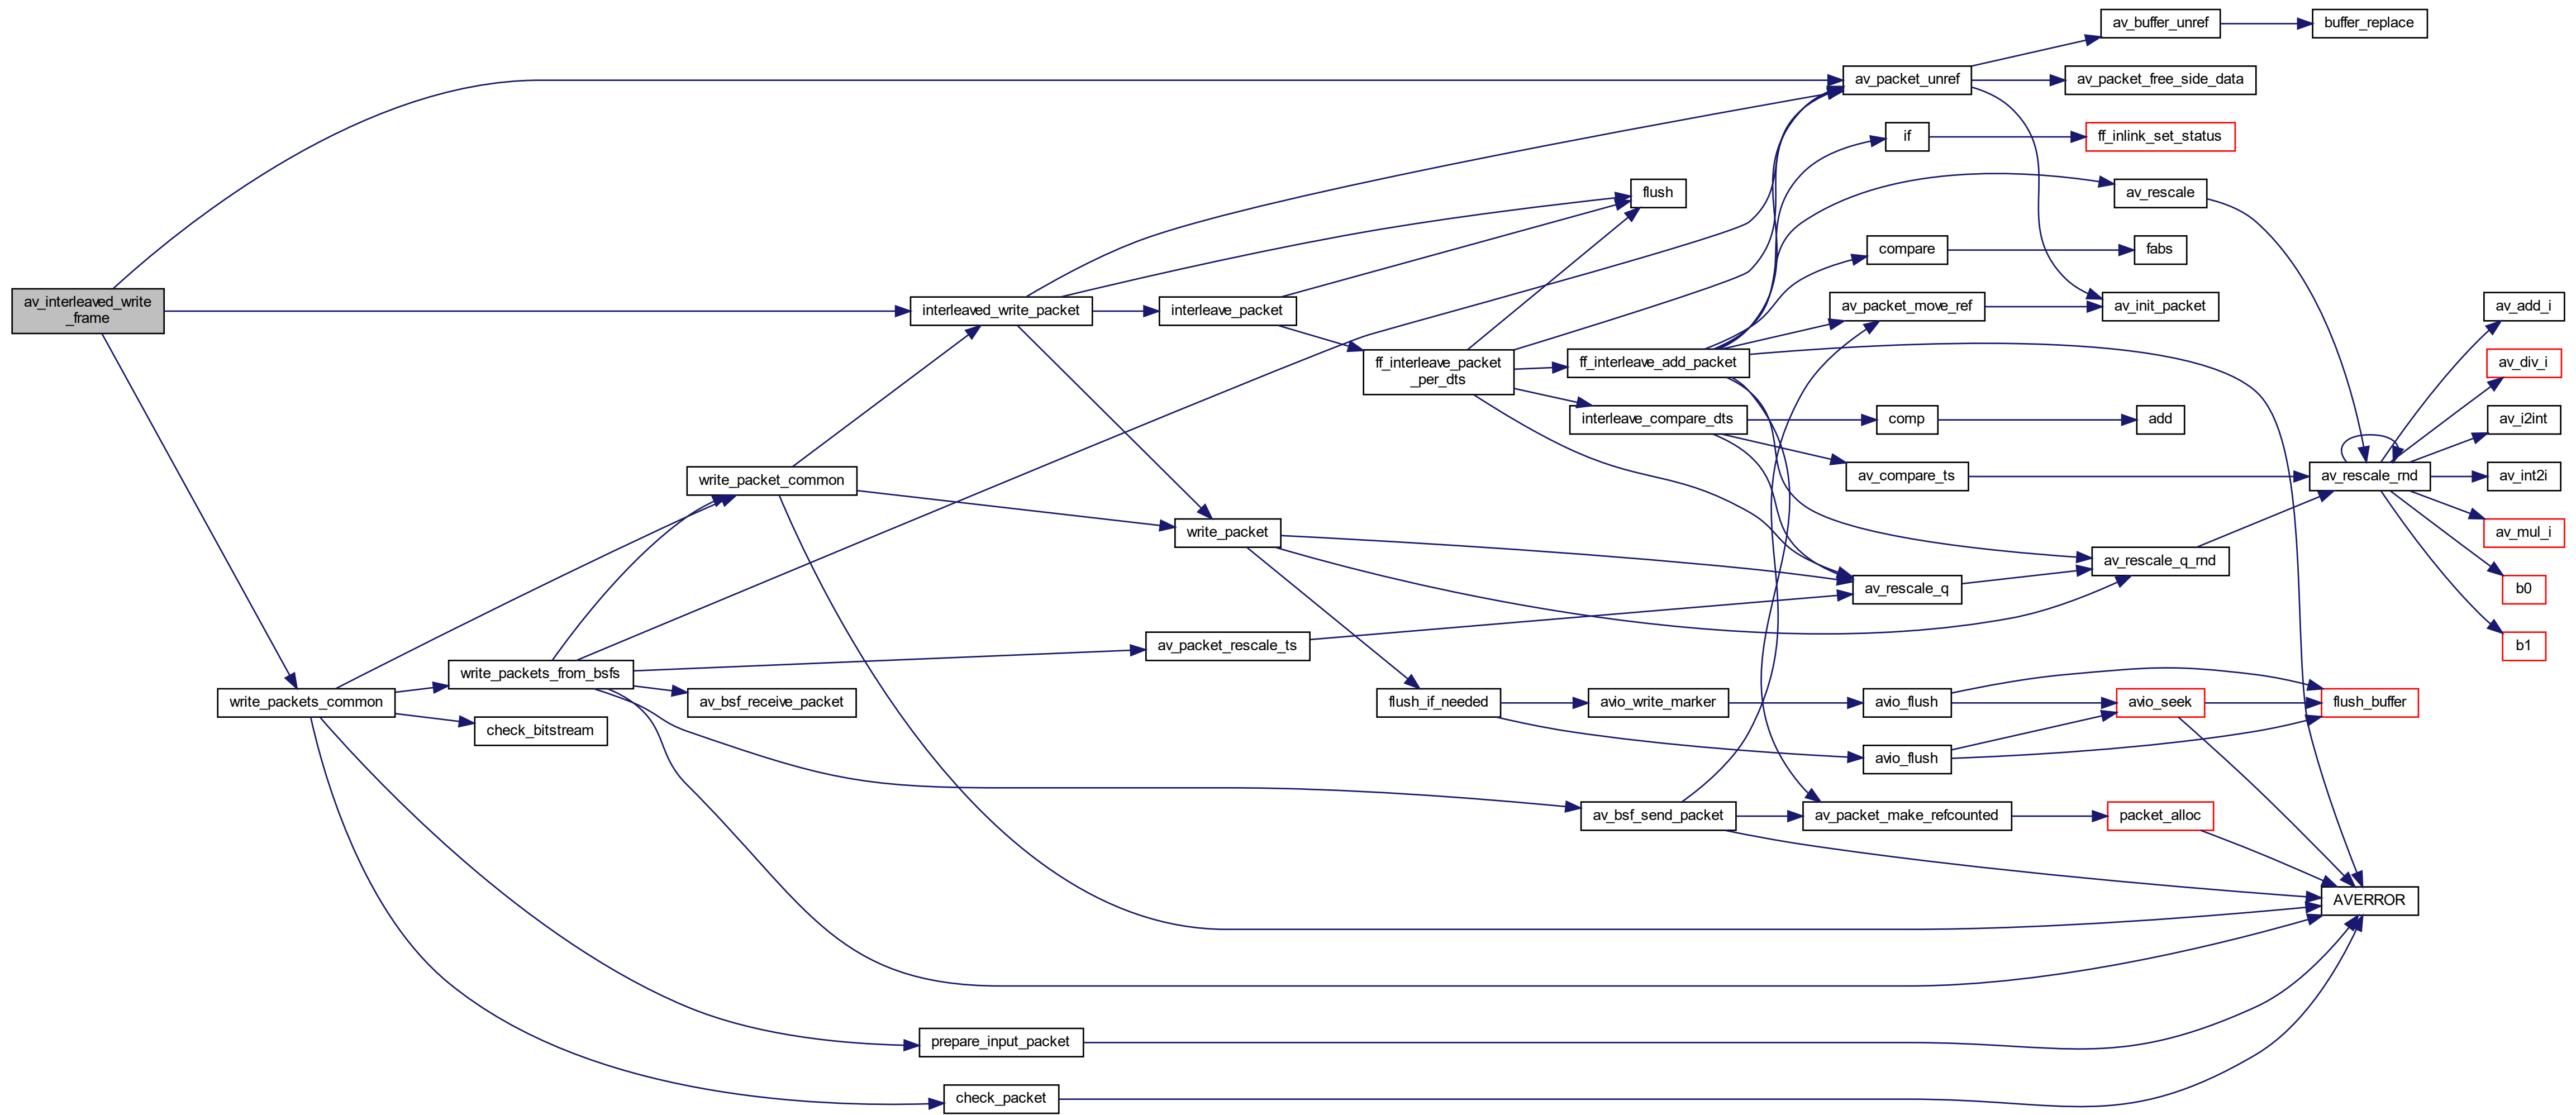 av_buffer_unref
buffer_replace
av_packet_unref
av_packet_free_side_data
if
ff_inlink_set_status
flush
av_rescale
compare
fabs
av_interleaved_write
_frame
interleaved_write_packet
interleave_packet
av_packet_move_ref
av_init_packet
av_add_i
ff_interleave_packet
_per_dts
ff_interleave_add_packet
av_div_i
interleave_compare_dts
comp
add
av_i2int
write_packet_common
av_compare_ts
av_rescale_rnd
av_int2i
write_packet
av_mul_i
av_rescale_q_rnd
av_rescale_q
b0
av_packet_rescale_ts
b1
write_packets_from_bsfs
write_packets_common
av_bsf_receive_packet
flush_if_needed
avio_write_marker
avio_flush
avio_seek
flush_buffer
check_bitstream
avio_flush
av_bsf_send_packet
av_packet_make_refcounted
packet_alloc
AVERROR
prepare_input_packet
check_packet